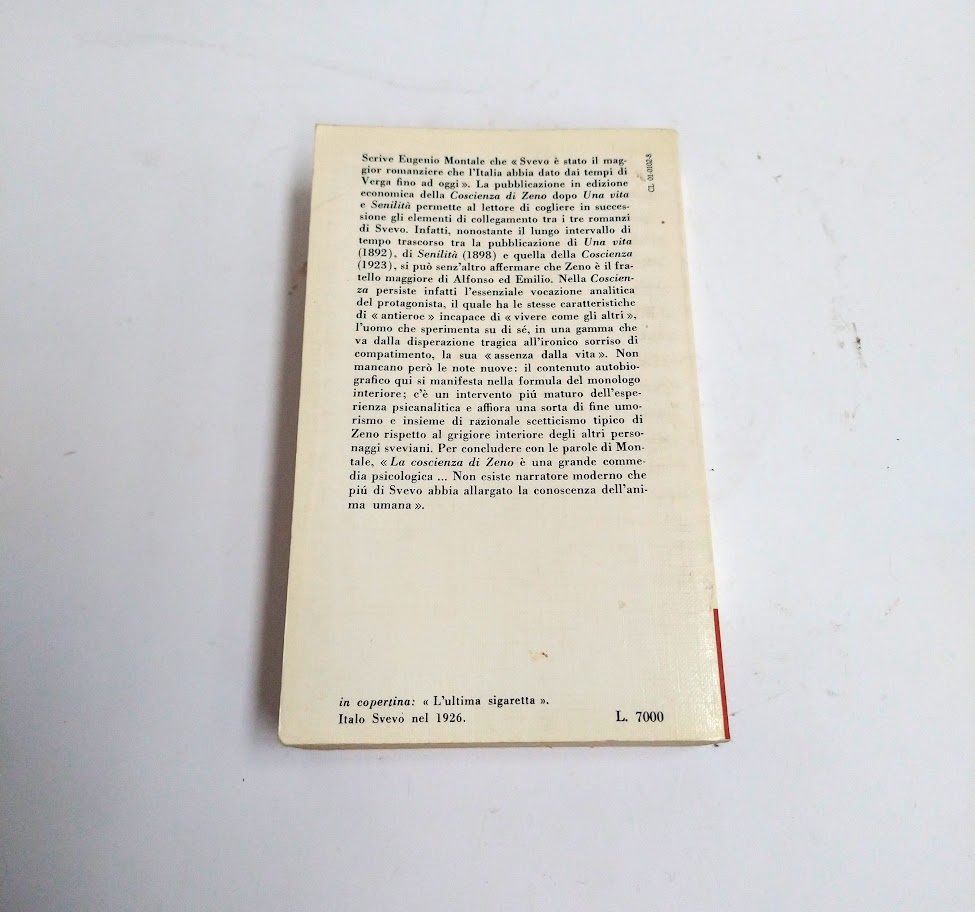 Scrive Eugenio Montale che « Svevo è stato il mag-
gior romanziere che l'Italia abbia dato dai tempi di
Verga fino ad oggi ». La pubblicazione in edizione
economica della Coscienza di Zeno dopo Una vita
e Senilità permette al lettore di cogliere in succes-
sione gli elementi di collegamento tra i tre romanzi
di Svevo. Infatti, nonostante il lungo intervallo di
tempo trascorso tra la pubblicazione di Una vita
(1892), di Senilità (1898) e quella della Coscienza
(1923), si può senz'altro affermare che Zeno è il fra-
tello maggiore di Alfonso ed Emilio. Nella Coscien-
za persiste infatti l'essenziale vocazione analitica
del protagonista, il quale ha le stesse caratteristiche
di « antieroe » incapace di « vivere come gli altri »,
l'uomo che sperimenta su di sé, in una gamma che
va dalla disperazione tragica all'ironico sorriso di
compatimento, la sua « assenza dalla vita ». Non
mancano però le note nuove: il contenuto autobio-
grafico qui si manifesta nella formula del monologo
interiore; c'è un intervento piú maturo dell'espe-
rienza psicanalitica e affiora una sorta di fine umo-
rismo e insieme di razionale scetticismo tipico di
Zeno rispetto al grigiore interiore degli altri perso-
naggi sveviani. Per concludere con le parole di Mon-
tale, « La coscienza di Zeno è una grande comme-
dia psicologica ... Non esiste narratore moderno che
piú di Svevo abbia allargato la conoscenza dell'ani-
ma umana ».
CL 01-0102-8
in copertina: « L'ultima sigaretta ».
Italo Svevo nel 1926.
L. 7000